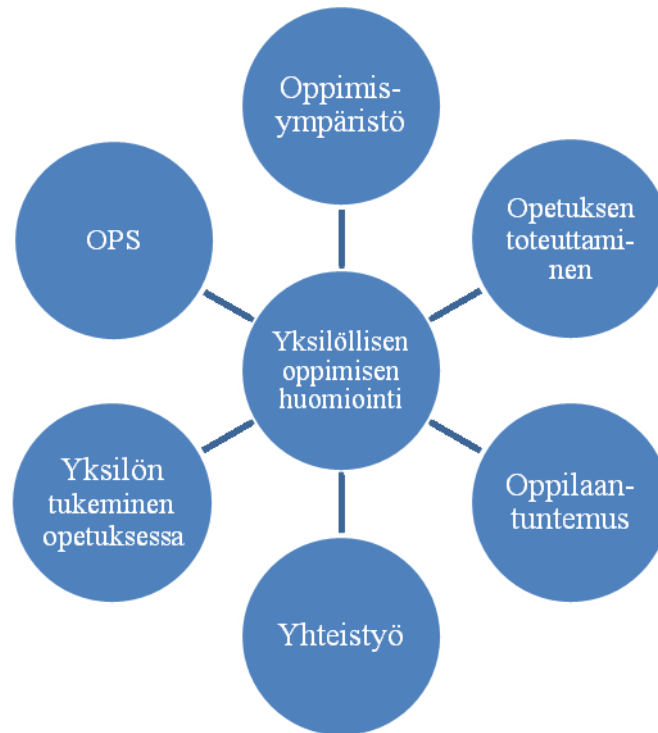 Oppimis-
ympäristö
Opetuksen
toteuttami-
nen
OPS
Yksilöllisen
oppimisen
huomiointi
Yksilön
tukeminen
opetuksessa
Oppilaan-
tuntemus
Yhteistyö